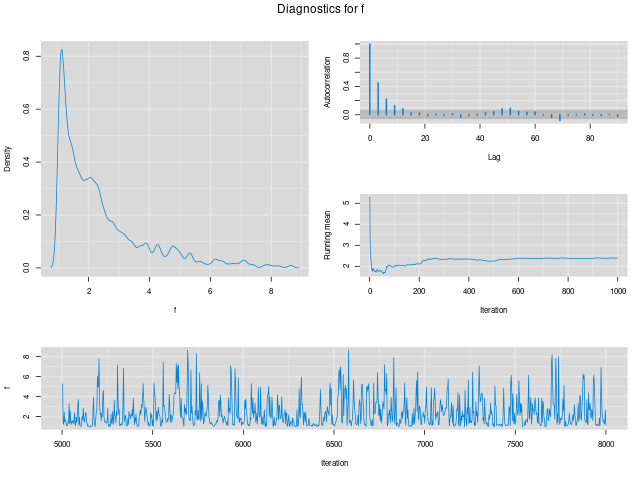 Diagnostics for f
Density
0.0 0.2 0.4 0.6 0.8
2 4 6 8
f
Autocorrelation
0.0 0.4 0.8
0 20 40 60 80
Lag
Running mean
2 3 4 5
0 200 400 600 800 1000
Iteration
f
2 4 6 8
5000 5500 6000 6500 7000 7500 8000
Iteration